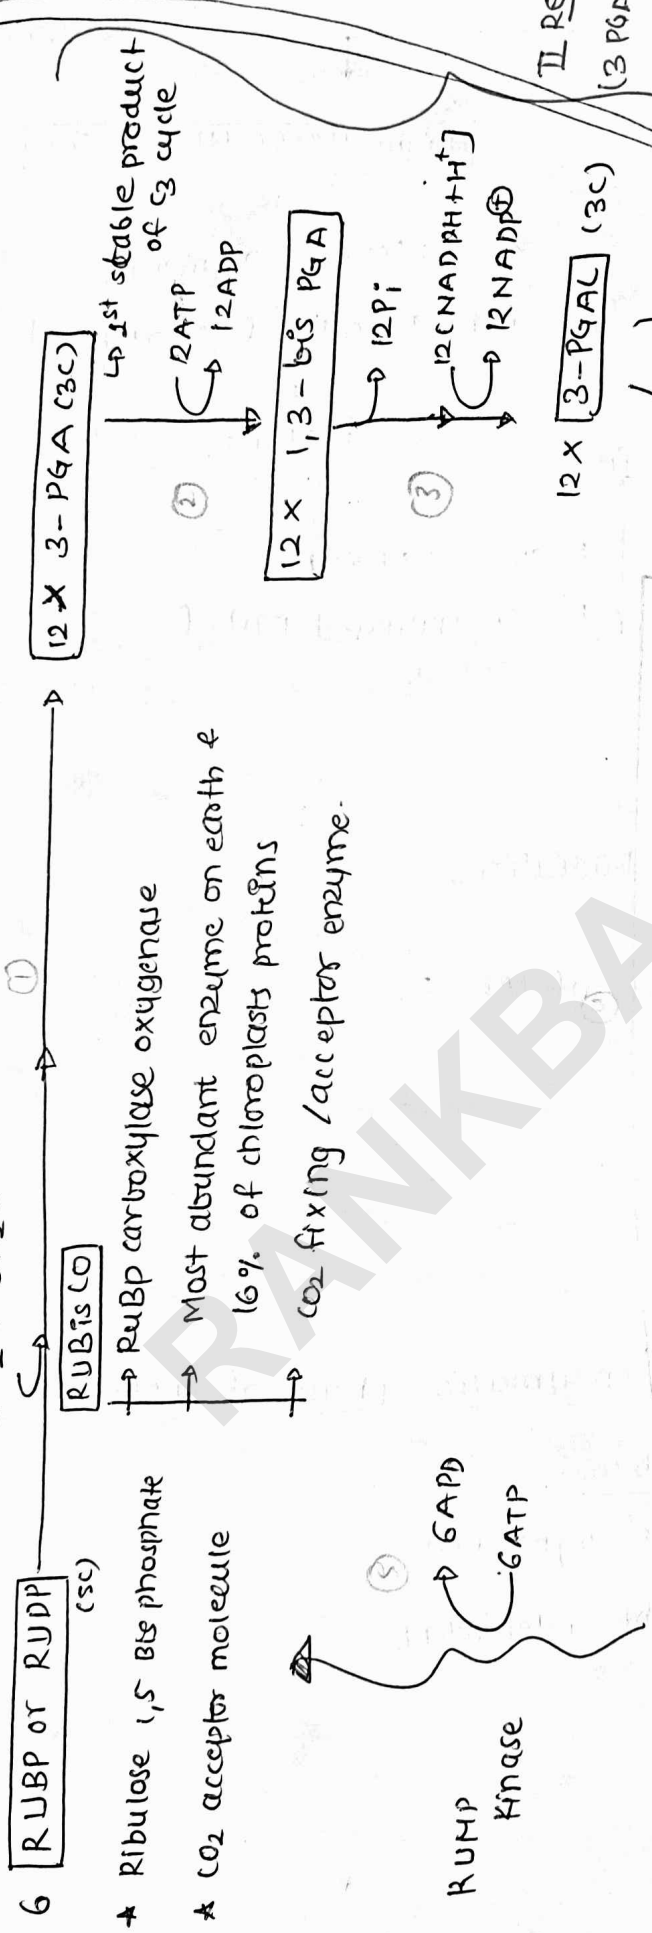 6 RUBP or RUDP
(5C)
★ Ribulose 1,5 Bis phosphate
★ CO2 acceptor molecule
①
RUBisCO
→ RuBp carboxylase oxygenase
→ Most abundant enzyme on earth &
16% of chloroplasts proteins
→ CO2 fixing / acceptor enzyme.
12 X 3-PGA (3C)
↳ 1st stable product
of C3 cycle
②
12ATP
12ADP
12 X 1,3-bis PGA
③
12Pi
12(NADPH+H+]
12NADP⊕
12 X 3-PGAL (3C)
⑤
6APD
6ATP
RUMP
Kinase
II RE
(3 PGA
RANKBA